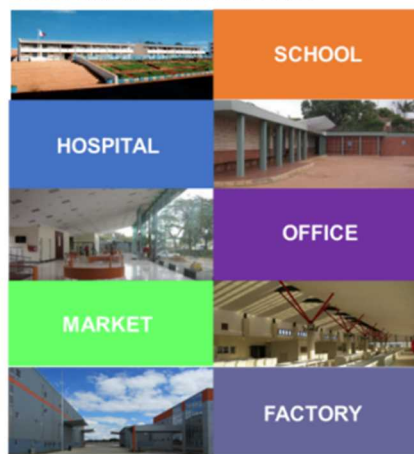 SCHOOL
HOSPITAL
OFFICE
MARKET
FACTORY